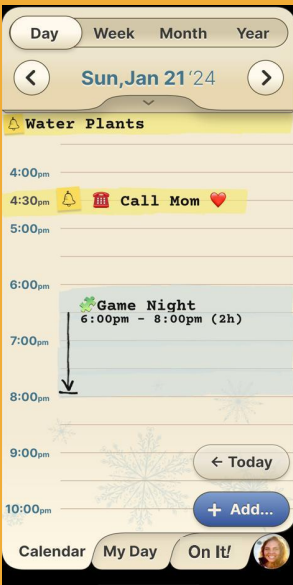 Day Week Month Year
Sun,Jan 21 '24
Water Plants
4:00pm
4:30pm ☎️ Call Mom ❤️
5:00pm
6:00pm
🧩Game Night
6:00pm - 8:00pm (2h)
7:00pm
8:00pm
9:00pm
← Today
10:00pm
+ Add...
Calendar My Day On It!